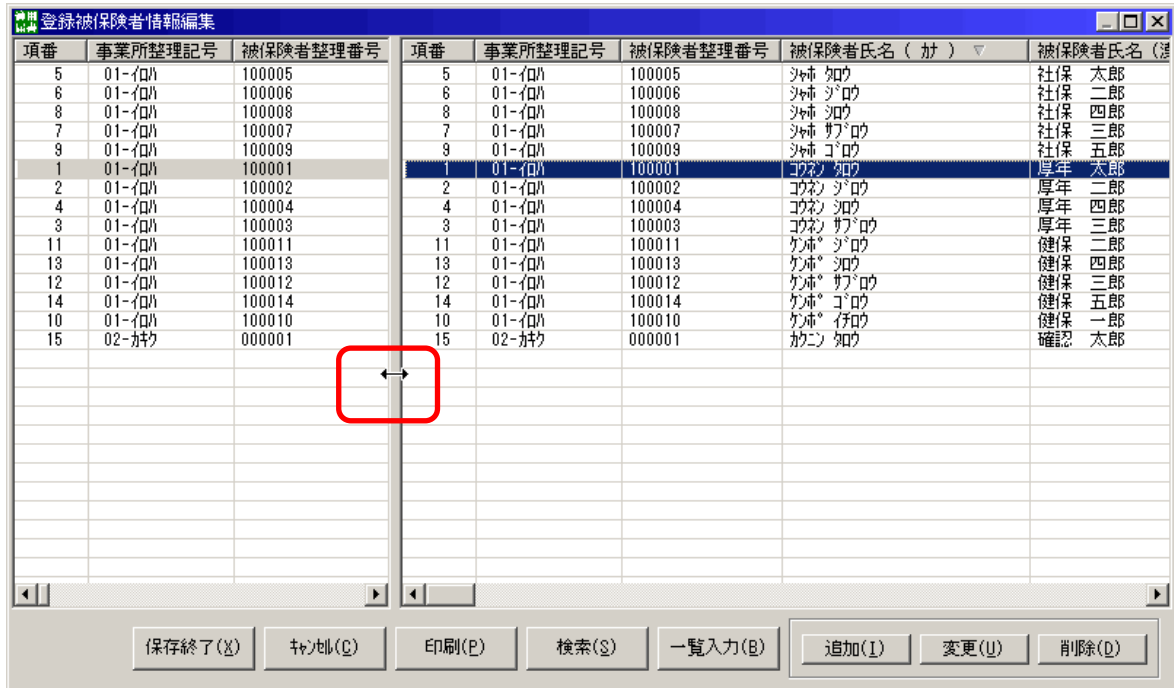 登録被保険者情報編集
項番 事業所整理記号 被保険者整理番号 項番 事業所整理記号 被保険者整理番号 被保険者氏名（カナ） ▽ 被保険者氏名（漢
5 01-イロハ 100005 5 01-イロハ 100005 シャホ タロウ 社保 太郎
6 01-イロハ 100006 6 01-イロハ 100006 シャホ ジロウ 社保 二郎
8 01-イロハ 100008 8 01-イロハ 100008 シャホ シロウ 社保 四郎
7 01-イロハ 100007 7 01-イロハ 100007 シャホ サブロウ 社保 三郎
9 01-イロハ 100009 9 01-イロハ 100009 シャホ ゴロウ 社保 五郎
1 01-イロハ 100001 1 01-イロハ 100001 コウネン タロウ 厚年 太郎
2 01-イロハ 100002 2 01-イロハ 100002 コウネン ジロウ 厚年 二郎
4 01-イロハ 100004 4 01-イロハ 100004 コウネン シロウ 厚年 四郎
3 01-イロハ 100003 3 01-イロハ 100003 コウネン サブロウ 厚年 三郎
11 01-イロハ 100011 11 01-イロハ 100011 ケンポ ジロウ 健保 二郎
13 01-イロハ 100013 13 01-イロハ 100013 ケンポ シロウ 健保 四郎
12 01-イロハ 100012 12 01-イロハ 100012 ケンポ サブロウ 健保 三郎
14 01-イロハ 100014 14 01-イロハ 100014 ケンポ ゴロウ 健保 五郎
10 01-イロハ 100010 10 01-イロハ 100010 ケンポ イチロウ 健保 一郎
15 02-カキク 000001 15 02-カキク 000001 カクニン タロウ 確認 太郎
保存終了(X) キャンセル(C) 印刷(P) 検索(S) 一覧入力(B) 追加(I) 変更(U) 削除(D)